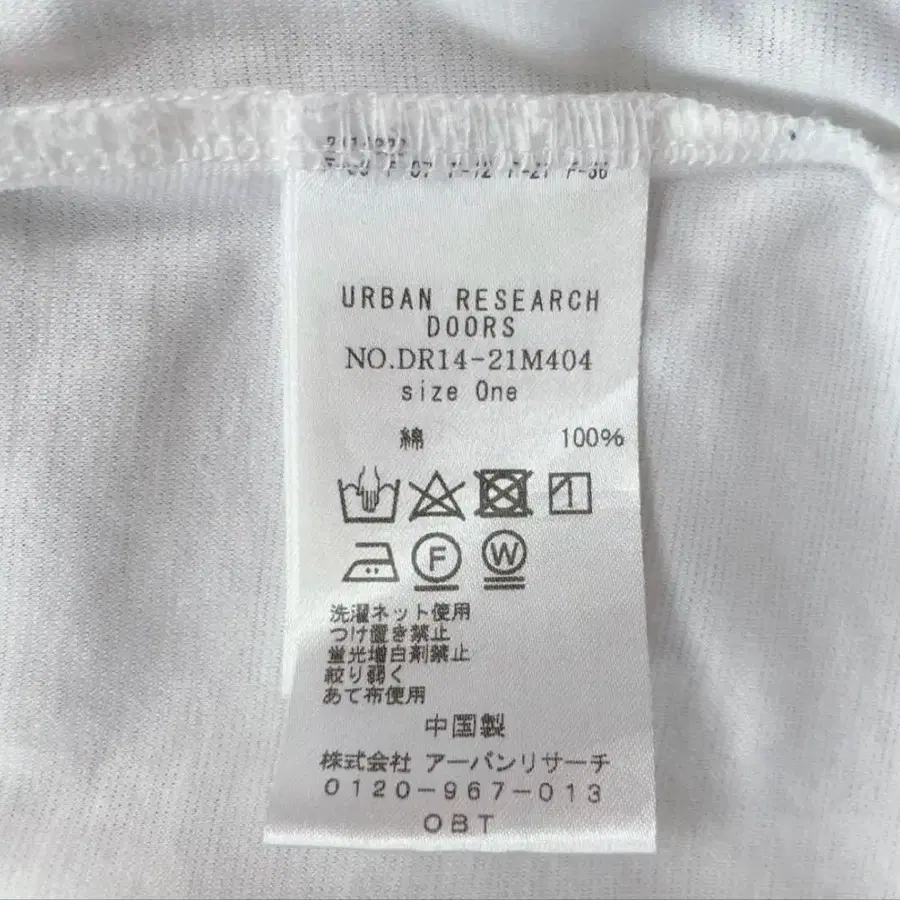 URBAN RESEARCH
DOORS
NO.DR14-21M404
size One
綿 100%
F W
洗濯ネット使用
つけ置き禁止
蛍光増白剤禁止
絞り弱く
あて布使用
中国製
株式会社 アーバンリサーチ
0120-967-013
OBT